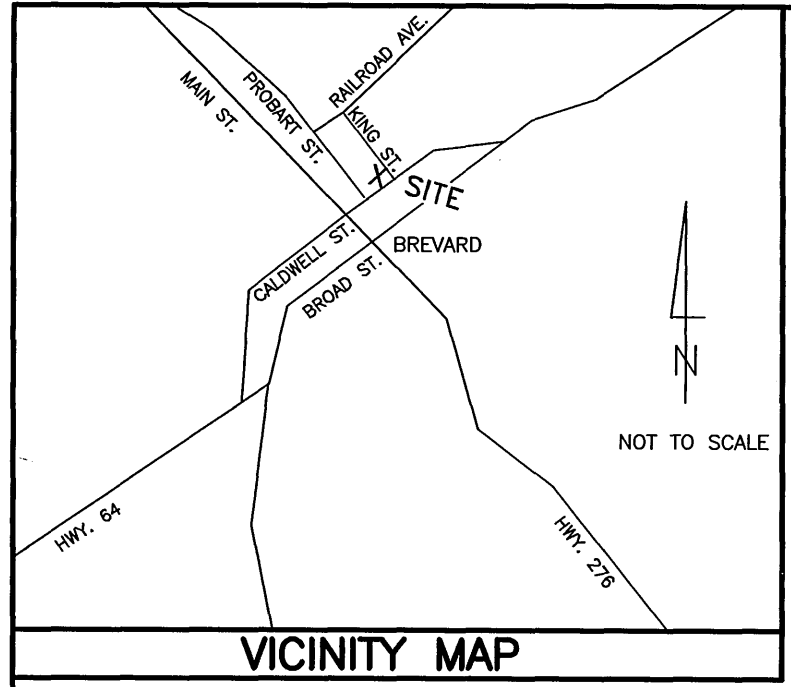 MAIN ST.
PROBART ST.
RAILROAD AVE.
KING ST.
X
SITE
CALDWELL ST.
BROAD ST.
BREVARD
N
NOT TO SCALE
HWY. 64
HWY. 276
VICINITY MAP